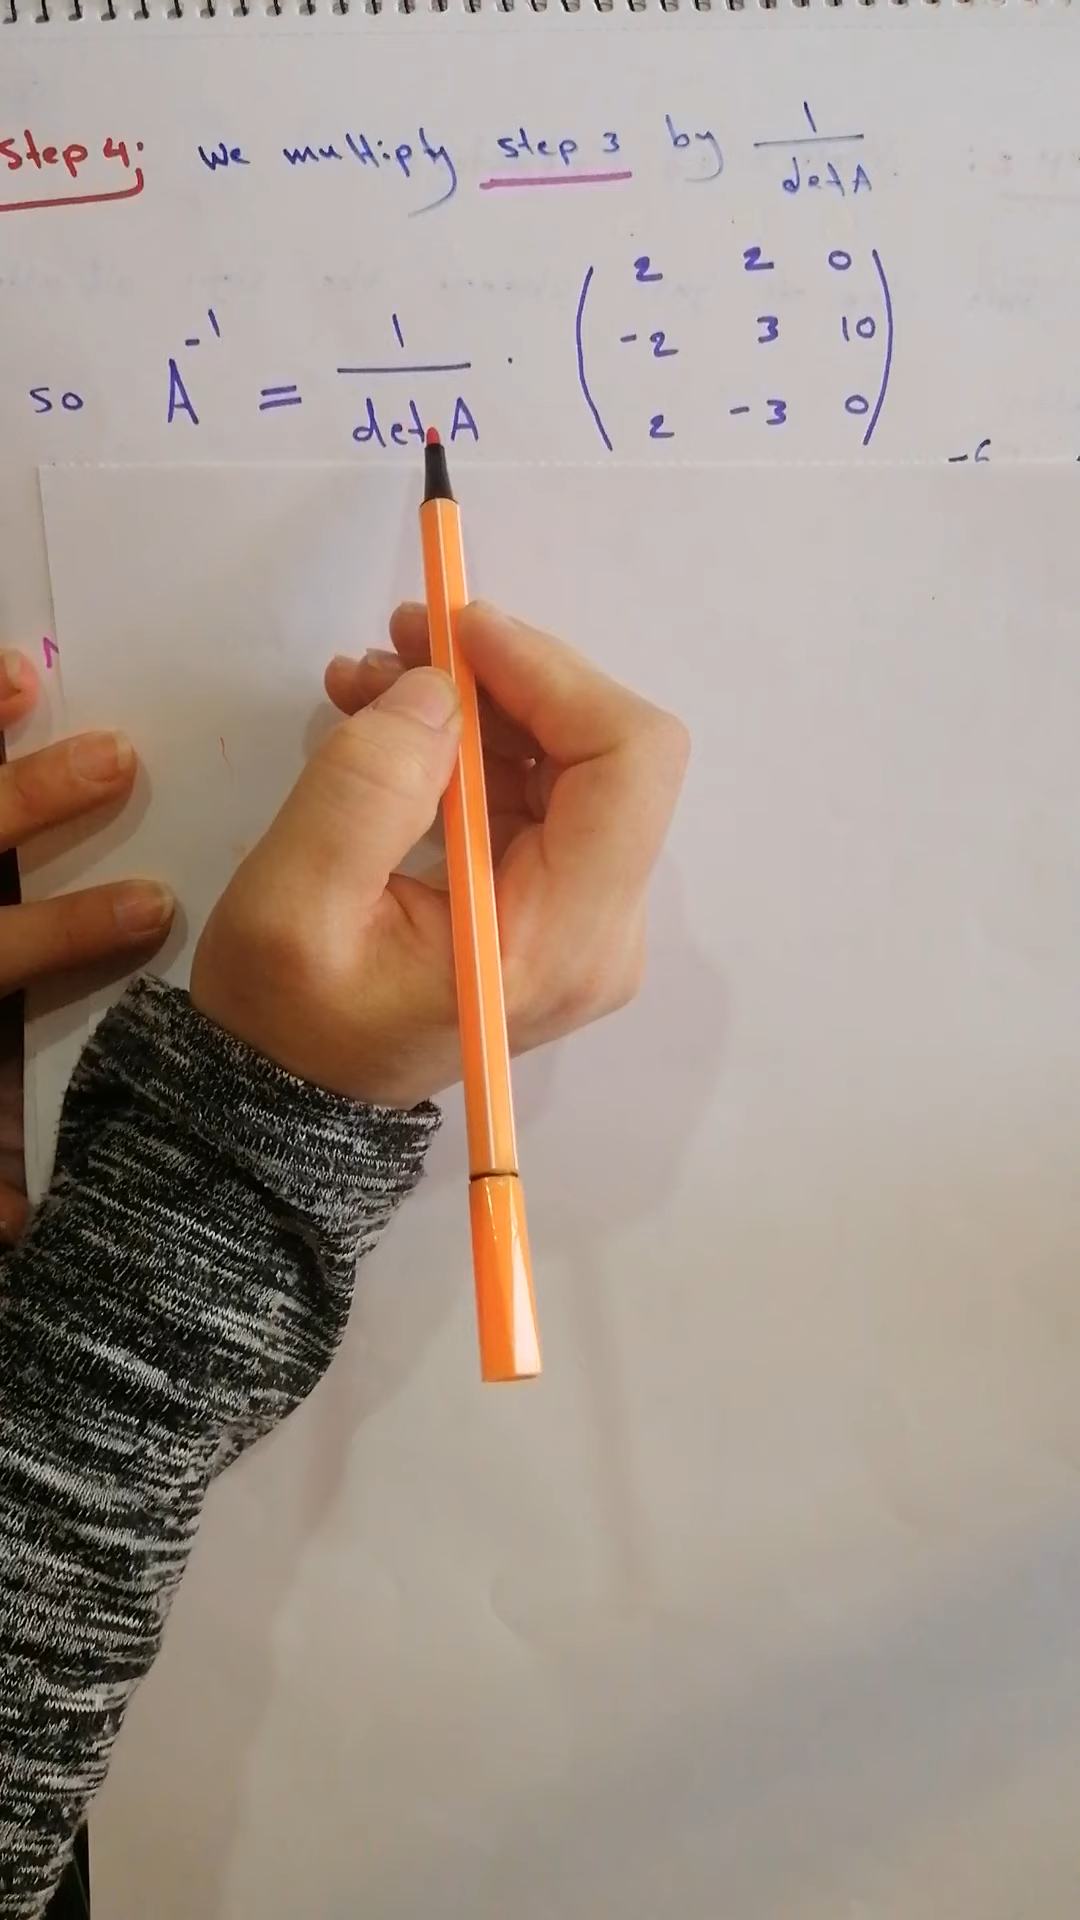 Step 4: We multiply step 3 by 1/detA
so A⁻¹ = 1/detA · ( 2 2 0
-2 3 10
2 -3 0 )